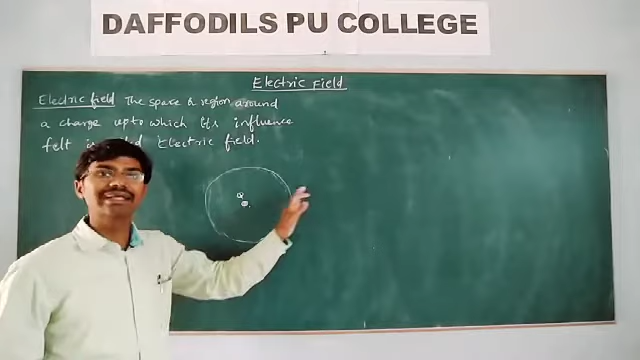 DAFFODILS PU COLLEGE
Electric Field
Electric field The space & region around
a charge upto which its influence
felt is Electric field.
Q